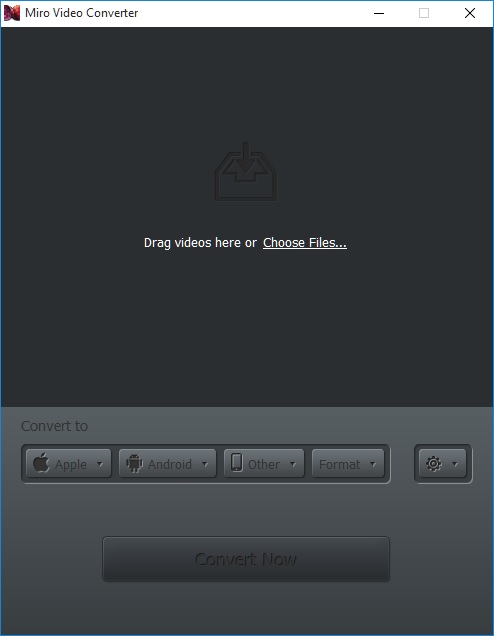 Miro Video Converter
Drag videos here or Choose Files...
Convert to
Apple Android Other Format
Convert Now